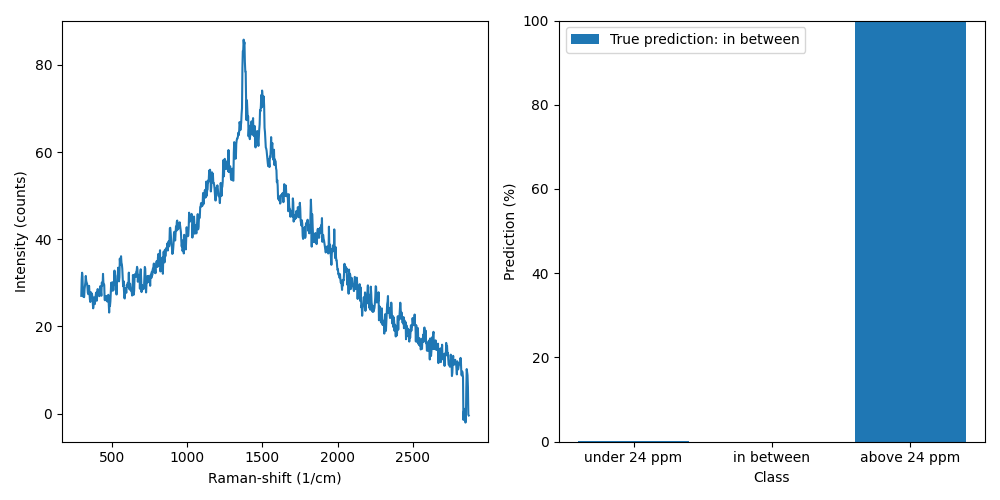 80
60
40
20
0
500
1000
1500
2000
2500
Intensity (counts)
Raman-shift (1/cm)
True prediction: in between
100
80
60
40
20
0
under 24 ppm
in between
above 24 ppm
Prediction (%)
Class